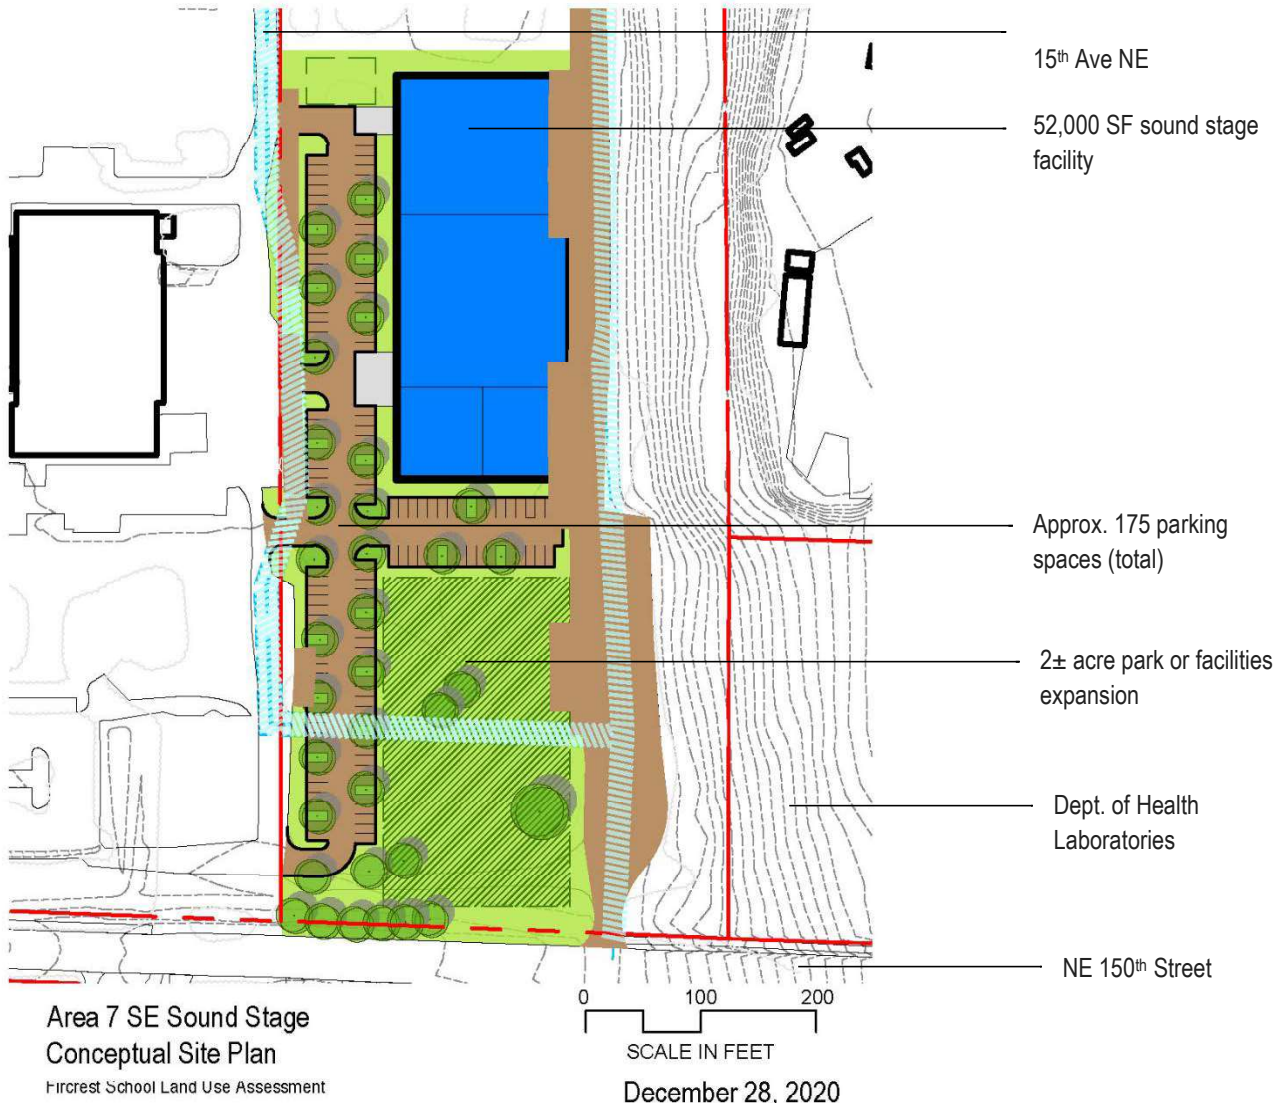 15th Ave NE
52,000 SF sound stage
facility
Approx. 175 parking
spaces (total)
2± acre park or facilities
expansion
Dept. of Health
Laboratories
NE 150th Street
0 100 200
SCALE IN FEET
Area 7 SE Sound Stage
Conceptual Site Plan
Fircrest School Land Use Assessment
December 28, 2020